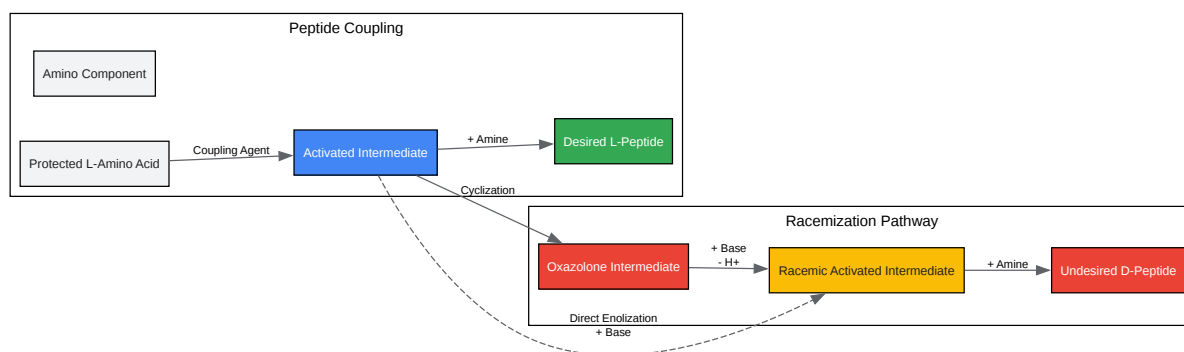 Peptide Coupling
Amino Component
Protected L-Amino Acid
Coupling Agent
Activated Intermediate
+ Amine
Desired L-Peptide
Cyclization
Racemization Pathway
Oxazolone Intermediate
+ Base
- H+
Racemic Activated Intermediate
+ Amine
Undesired D-Peptide
Direct Enolization
+ Base